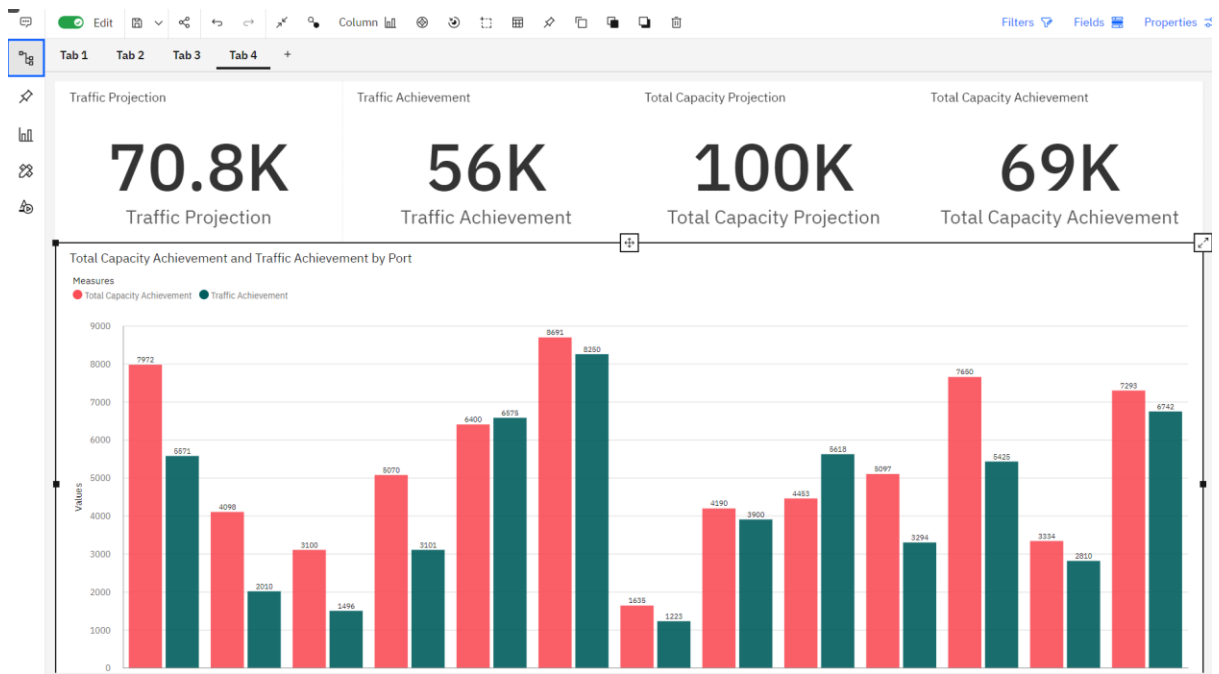 Edit Column Filters Fields Properties
Tab 1 Tab 2 Tab 3 Tab 4 +
Traffic Projection Traffic Achievement Total Capacity Projection Total Capacity Achievement
70.8K 56K 100K 69K
Traffic Projection Traffic Achievement Total Capacity Projection Total Capacity Achievement
Total Capacity Achievement and Traffic Achievement by Port
Measures
Total Capacity Achievement Traffic Achievement
Values
9000
8000
7000
6000
5000
4000
3000
2000
1000
0
7972 5571
4098 2010
3100 1496
5070 3101
6400 6575
8691 8250
1635 1223
4190 3900
4453 5618
5097 3294
7650 5425
3334 2810
7293 6742